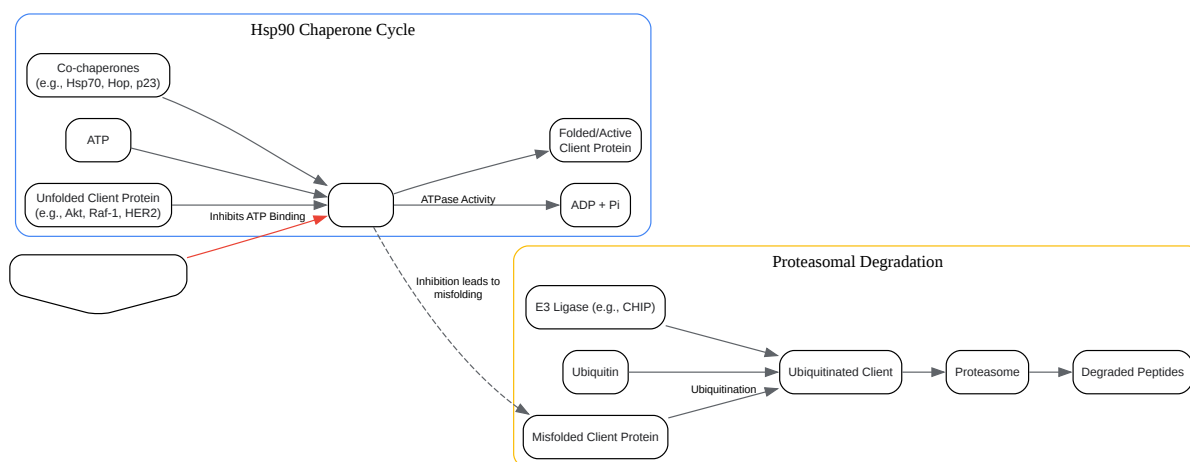 Hsp90 Chaperone Cycle
Co-chaperones
(e.g., Hsp70, Hop, p23)
ATP
Unfolded Client Protein
(e.g., Akt, Raf-1, HER2)
Inhibits ATP Binding
ATPase Activity
Folded/Active
Client Protein
ADP + Pi
Inhibition leads to
misfolding
Proteasomal Degradation
E3 Ligase (e.g., CHIP)
Ubiquitin
Ubiquitination
Misfolded Client Protein
Ubiquitinated Client
Proteasome
Degraded Peptides